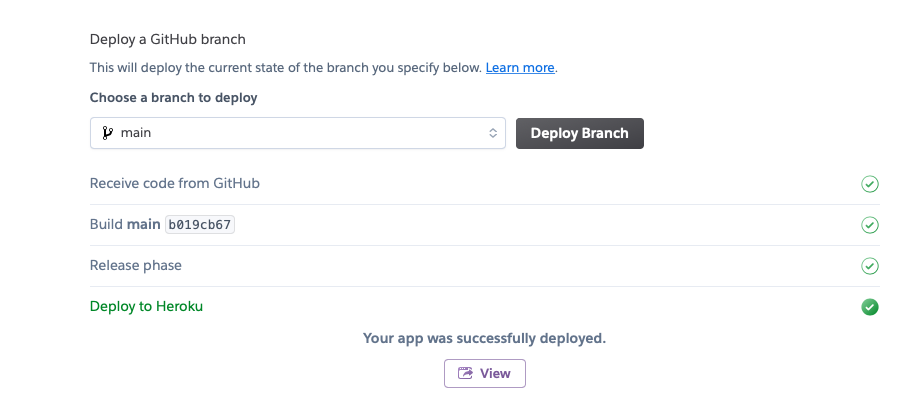 Deploy a GitHub branch
This will deploy the current state of the branch you specify below. Learn more.
Choose a branch to deploy
main
Deploy Branch
Receive code from GitHub
Build main b019cb67
Release phase
Deploy to Heroku
Your app was successfully deployed.
View